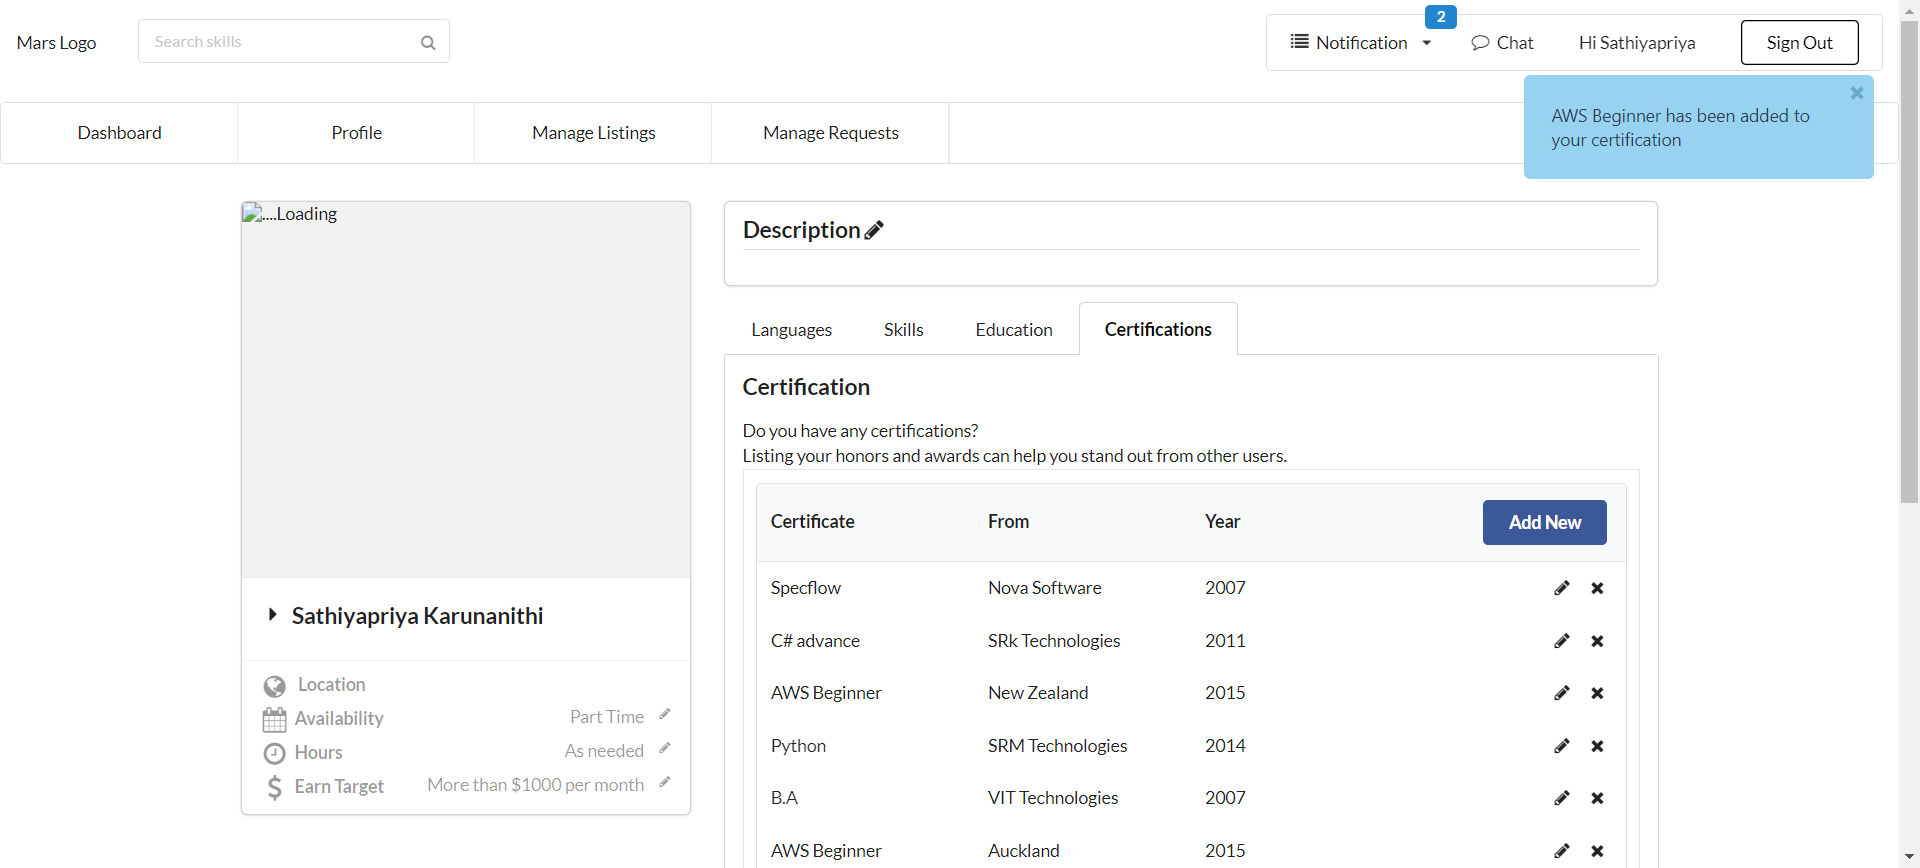 Mars Logo
Search skills
Notification
2
Chat
Hi Sathiyapriya
Sign Out
AWS Beginner has been added to
your certification
Dashboard
Profile
Manage Listings
Manage Requests
....Loading
Sathiyapriya Karunanithi
Location
Availability Part Time
Hours As needed
Earn Target More than $1000 per month
Description
Languages Skills Education Certifications
Certification
Do you have any certifications?
Listing your honors and awards can help you stand out from other users.
Certificate From Year Add New
Specflow Nova Software 2007
C# advance SRk Technologies 2011
AWS Beginner New Zealand 2015
Python SRM Technologies 2014
B.A VIT Technologies 2007
AWS Beginner Auckland 2015